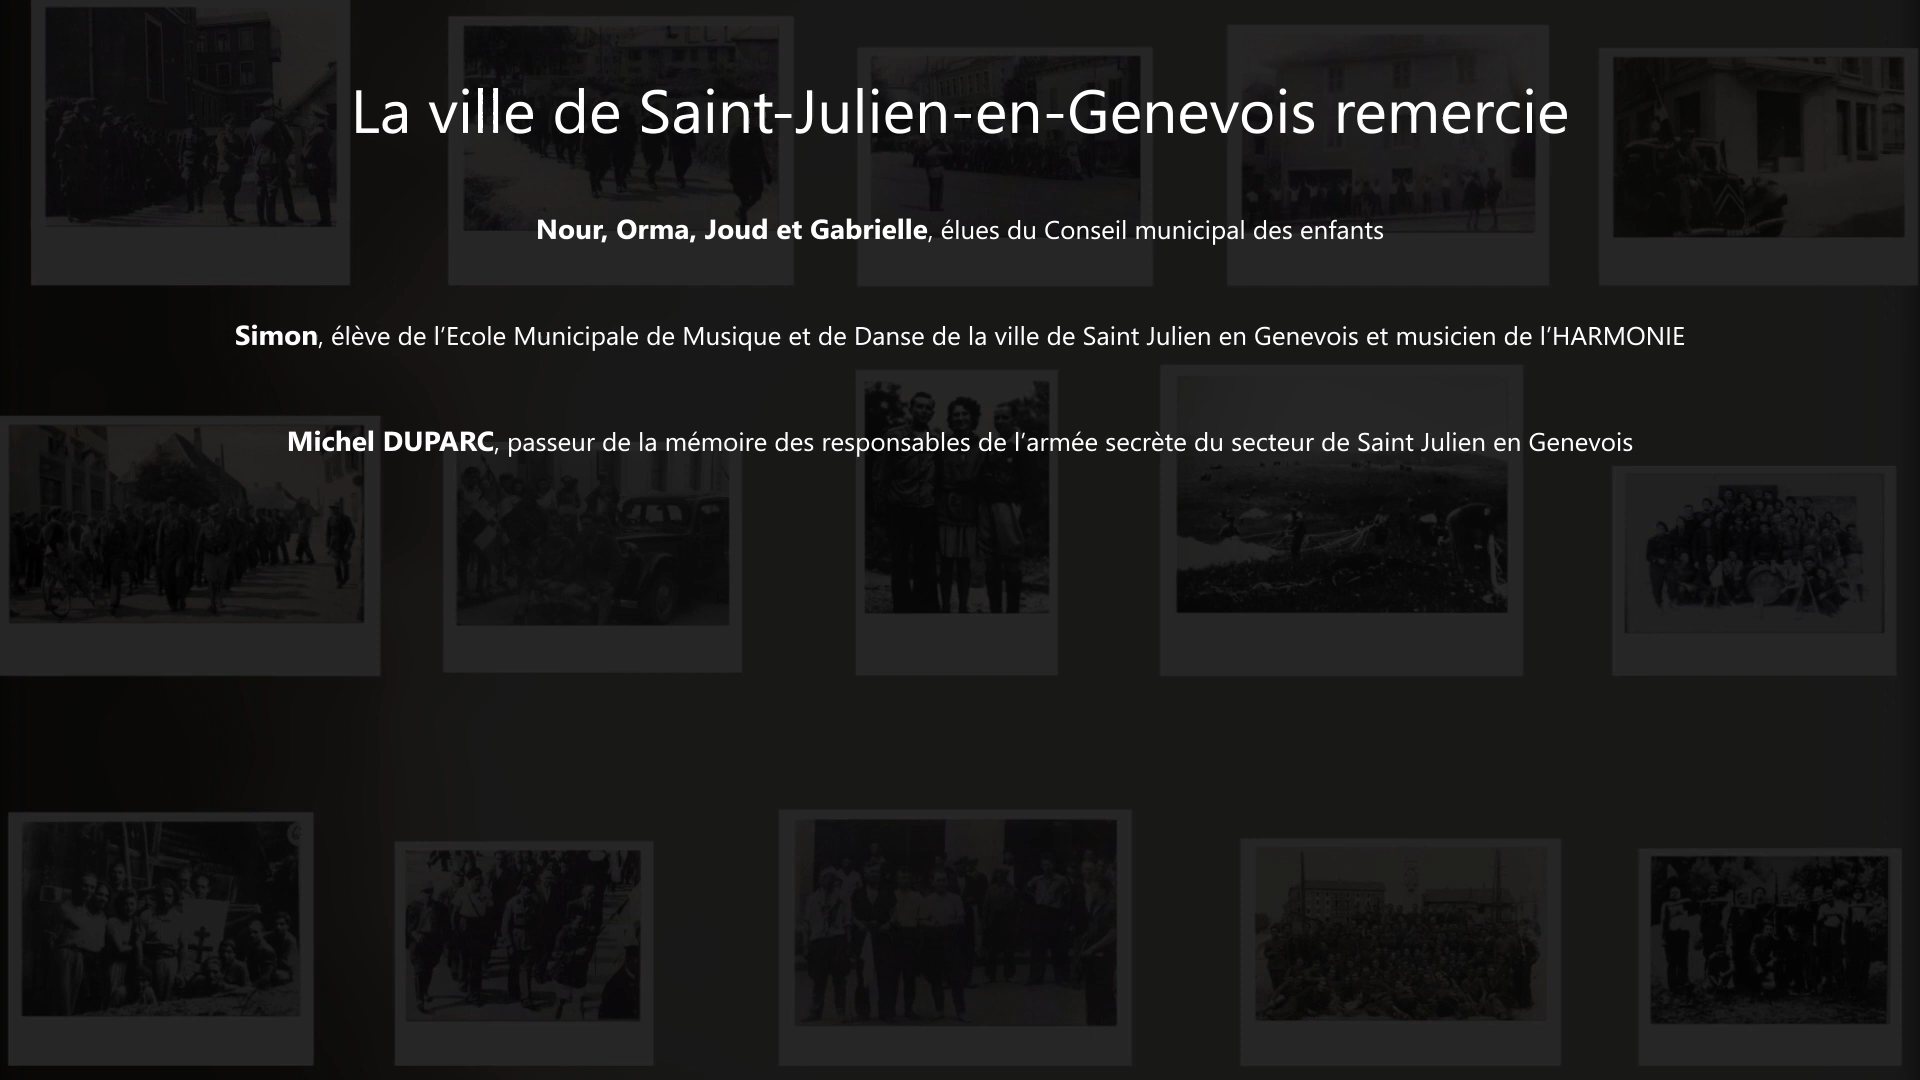 La ville de Saint-Julien-en-Genevois remercie
Nour, Orma, Joud et Gabrielle, élues du Conseil municipal des enfants
Simon, élève de l’Ecole Municipale de Musique et de Danse de la ville de Saint Julien en Genevois et musicien de l’HARMONIE
Michel DUPARC, passeur de la mémoire des responsables de l’armée secrète du secteur de Saint Julien en Genevois